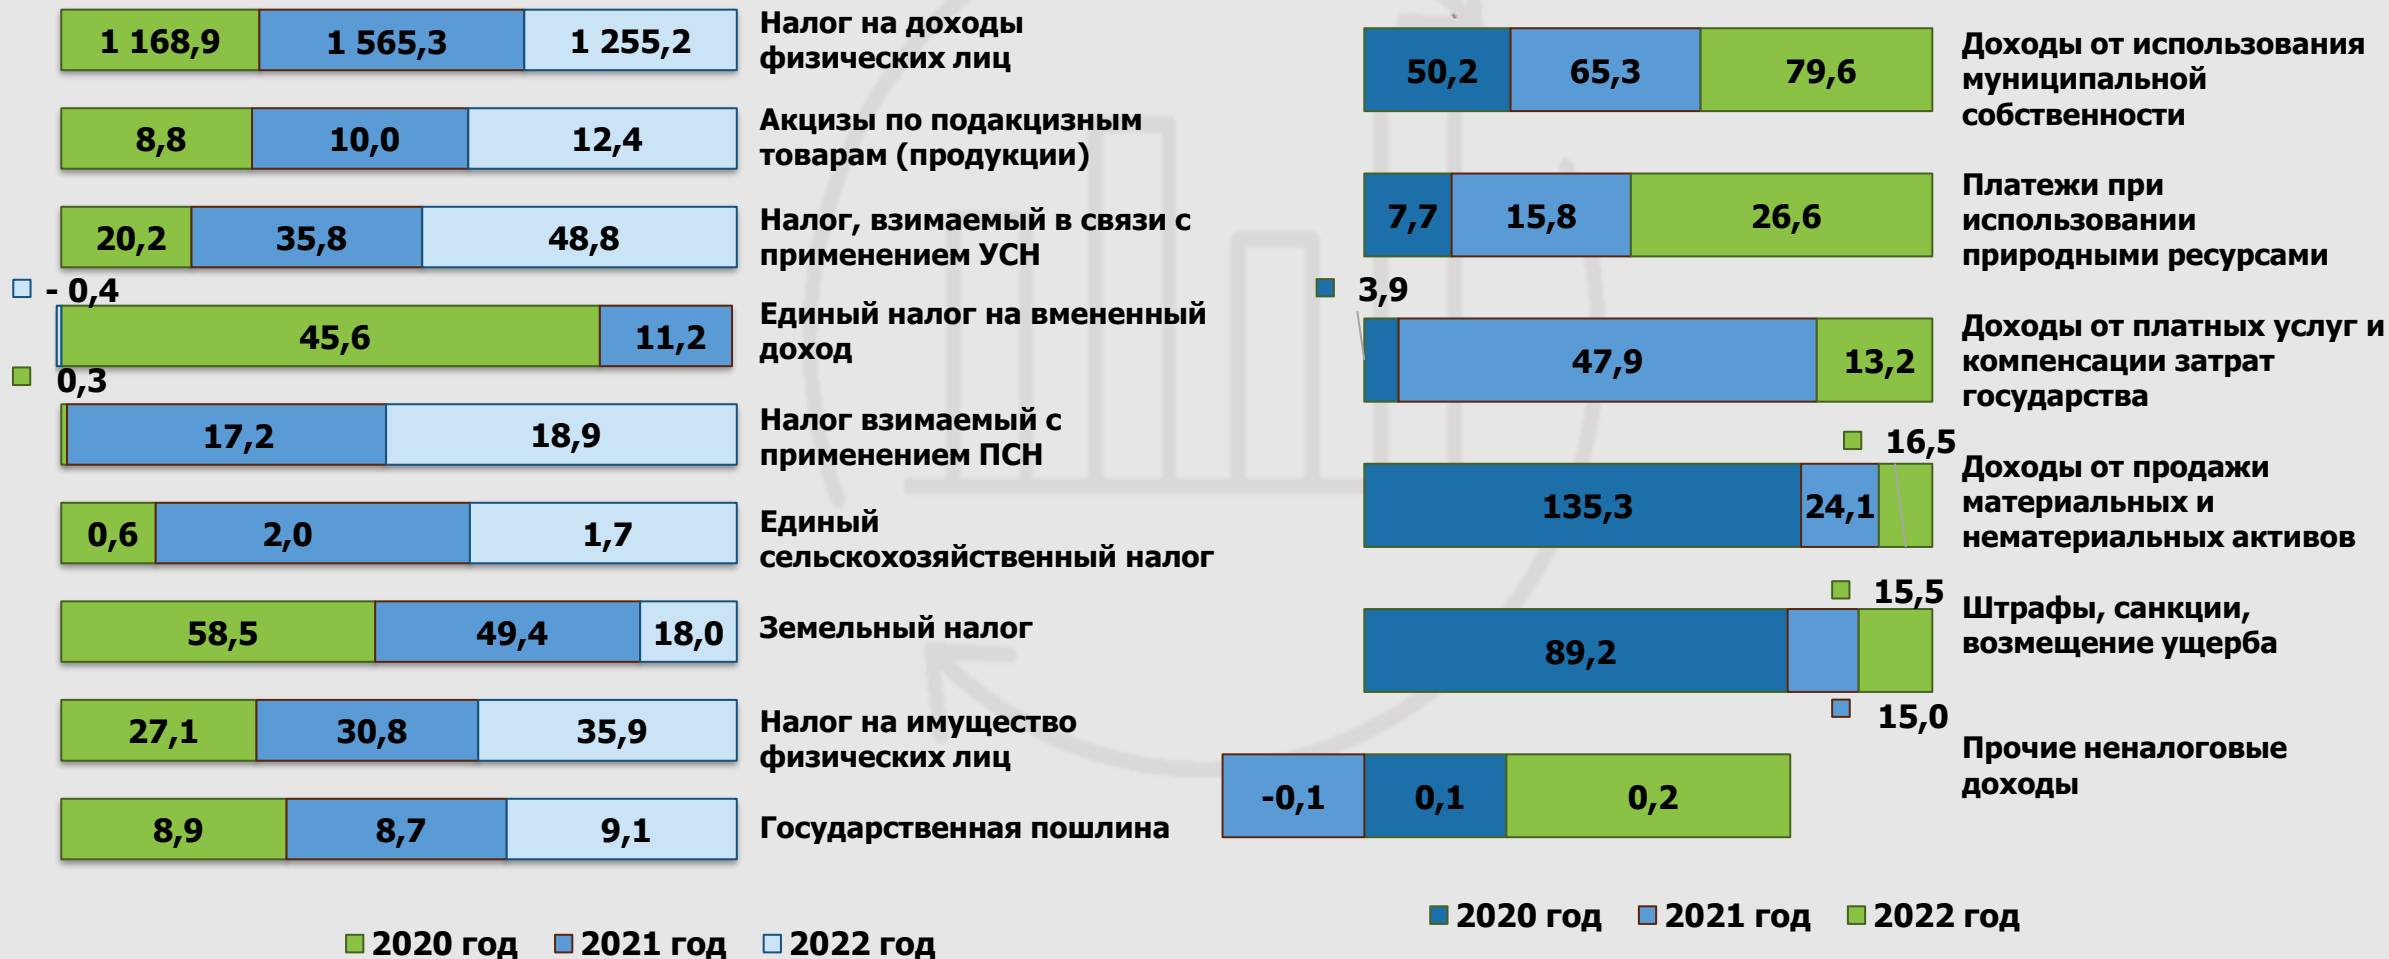 1 168,9 1 565,3 1 255,2
Налог на доходы
физических лиц
8,8 10,0 12,4
Акцизы по подакцизным
товарам (продукции)
20,2 35,8 48,8
Налог, взимаемый в связи с
применением УСН
- 0,4
45,6 11,2
Единый налог на вмененный
доход
0,3
17,2 18,9
Налог взимаемый с
применением ПСН
0,6 2,0 1,7
Единый
сельскохозяйственный налог
58,5 49,4 18,0
Земельный налог
27,1 30,8 35,9
Налог на имущество
физических лиц
8,9 8,7 9,1
Государственная пошлина
2020 год 2021 год 2022 год
50,2 65,3 79,6
Доходы от использования
муниципальной
собственности
7,7 15,8 26,6
Платежи при
использовании
природными ресурсами
3,9
47,9 13,2
Доходы от платных услуг и
компенсации затрат
государства
16,5
135,3 24,1
Доходы от продажи
материальных и
нематериальных активов
15,5
89,2
Штрафы, санкции,
возмещение ущерба
15,0
-0,1 0,1 0,2
Прочие неналоговые
доходы
2020 год 2021 год 2022 год